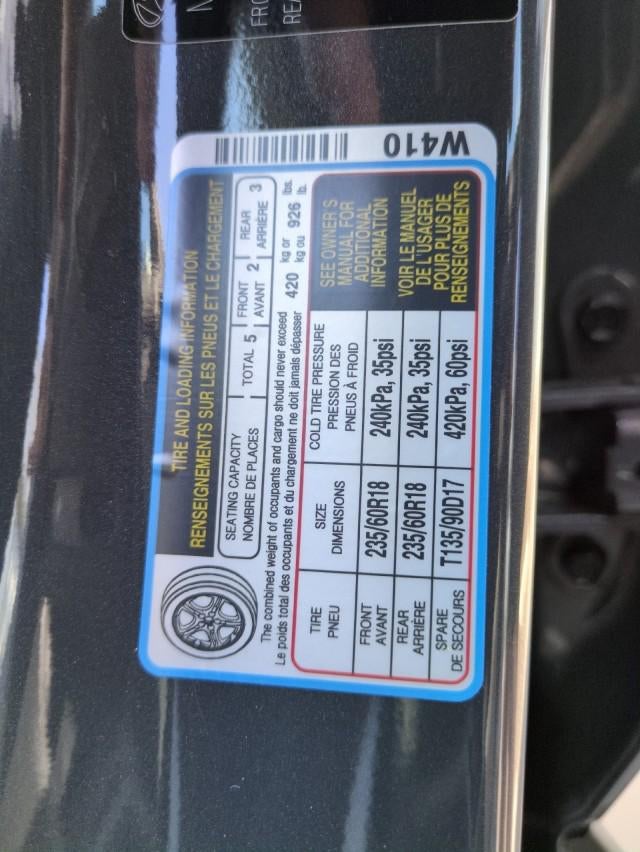 TIRE AND LOADING INFORMATION
RENSEIGNEMENTS SUR LES PNEUS ET LE CHARGEMENT
SEATING CAPACITY
NOMBRE DE PLACES
TOTAL 5
FRONT
AVANT 2
REAR
ARRIÈRE 3
The combined weight of occupants and cargo should never exceed 420 kg or 926 lbs.
Le poids total des occupants et du chargement ne doit jamais dépasser kg ou lb.
TIRE
PNEU
SIZE
DIMENSIONS
COLD TIRE PRESSURE
PRESSION DES
PNEUS À FROID
FRONT
AVANT
235/60R18
240kPa, 35psi
REAR
ARRIÈRE
235/60R18
240kPa, 35psi
SPARE
DE SECOURS
T135/90D17
420kPa, 60psi
SEE OWNER'S
MANUAL FOR
ADDITIONAL
INFORMATION
VOIR LE MANUEL
DE L'USAGER
POUR PLUS DE
RENSEIGNEMENTS
W410